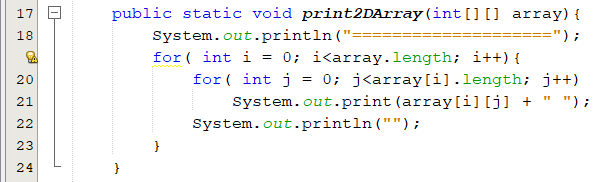 17 public static void print2DArray(int[][] array){
18 System.out.println("====================");
for( int i = 0; i<array.length; i++){
20 for( int j = 0; j<array[i].length; j++)
21 System.out.print(array[i][j] + " ");
22 System.out.println("");
23 }
24 }